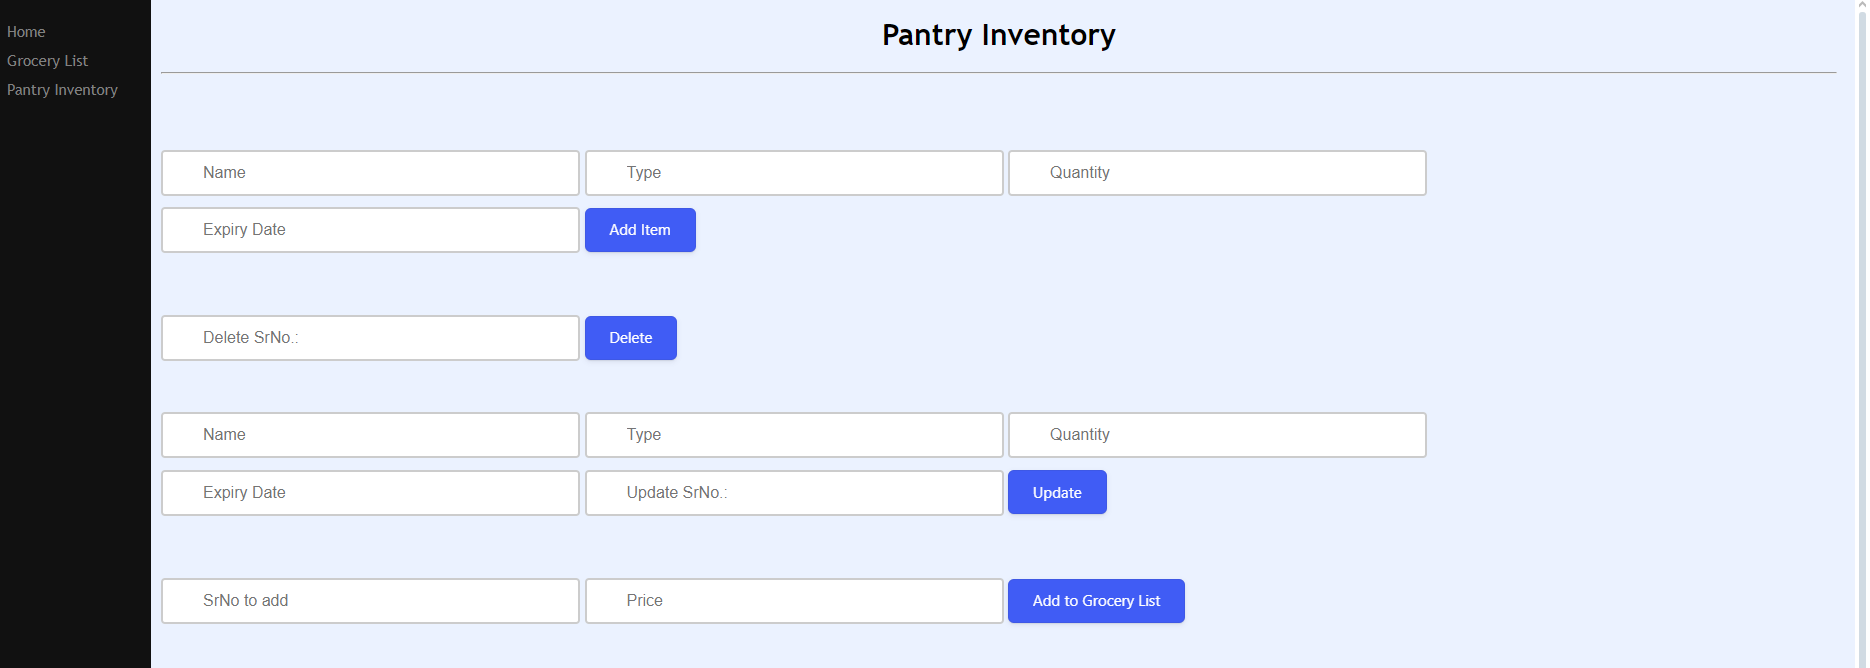 Home
Grocery List
Pantry Inventory
Pantry Inventory
Name Type Quantity
Expiry Date Add Item
Delete SrNo.: Delete
Name Type Quantity
Expiry Date Update SrNo.: Update
SrNo to add Price Add to Grocery List